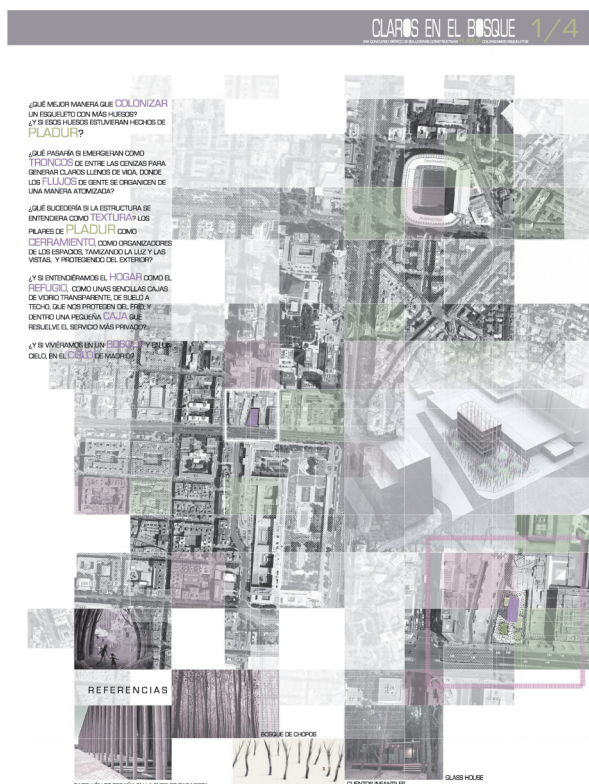 CLAROS EN EL BOSQUE 1/4
PLADUR
¿QUÉ MEJOR MANERA QUE COLONIZAR
UN ESQUELETO CON MÁS HUESOS?
¿Y SI ESOS HUESOS ESTUVIERAN HECHOS DE
PLADUR?
¿QUÉ PASARÍA SI EMERGIERAN COMO
TRONCOS DE ENTRE LAS CENIZAS PARA
GENERAR CLAROS LLENOS DE VIDA, DONDE
LOS FLUJOS DE GENTE SE ORGANICEN DE
UNA MANERA ATOMIZADA?
¿QUÉ SUCEDERÍA SI LA ESTRUCTURA SE
ENTENDIERA COMO TEXTURA? LOS
PILARES DE PLADUR COMO
CERRAMIENTO, COMO ORGANIZADORES
DE LOS ESPACIOS, TAMIZANDO LA LUZ Y LAS
VISTAS, Y PROTEGIENDO DEL EXTERIOR?
¿Y SI ENTENDIÉRAMOS EL HOGAR COMO EL
REFUGIO, COMO UNAS SENCILLAS CAJAS
DE VIDRIO TRANSPARENTE, DE SUELO A
TECHO, QUE NOS PROTEGEN DEL FRÍO, Y
DENTRO UNA PEQUEÑA CAJA QUE
RESUELVE EL SERVICIO MÁS PRIVADO?
¿Y SI VIVIÉRAMOS EN UN BOSQUE Y EN UN
CIELO, EN EL CIELO DE MADRID?
REFERENCIAS
BOSQUE DE CHOPOS
GLASS HOUSE
CUENTOS INFANTILES